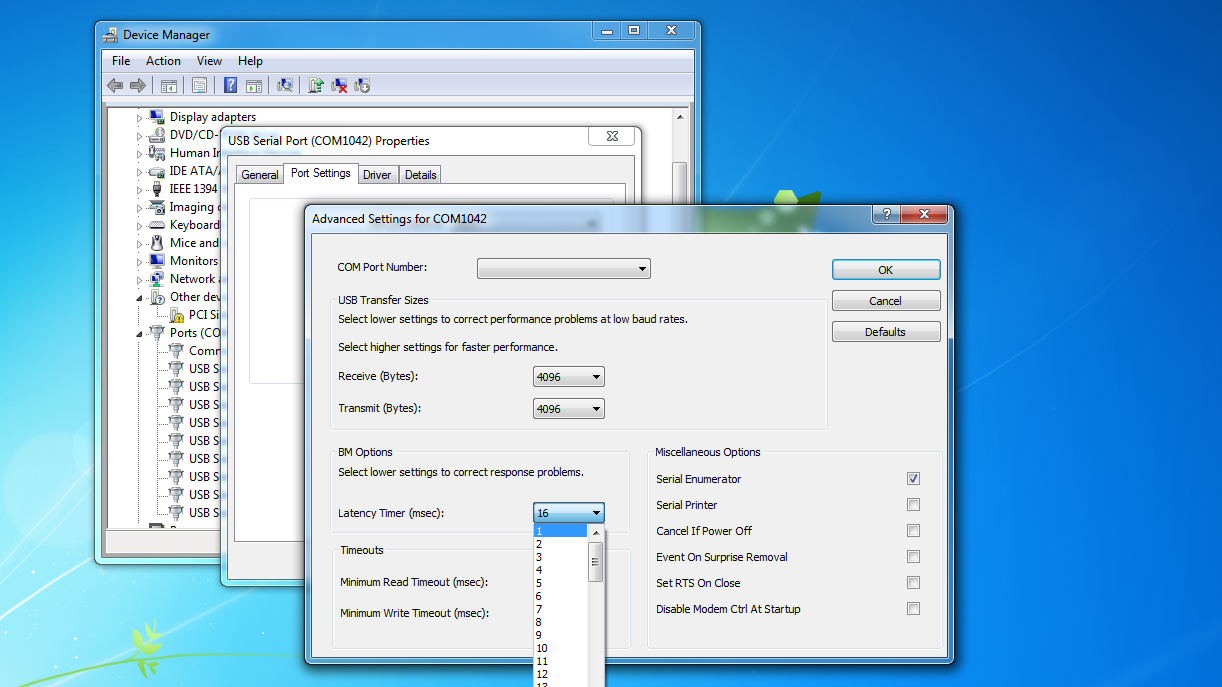 Device Manager
File Action View Help
Display adapters
DVD/CD-
Human In
IDE ATA/
IEEE 1394
Imaging
Keyboard
Mice and
Monitors
Network
Other dev
PCI Si
Ports (CO
Comm
USB S
USB S
USB S
USB S
USB S
USB S
USB S
USB S
USB S
USB Serial Port (COM1042) Properties
General Port Settings Driver Details
Advanced Settings for COM1042
COM Port Number:
OK
Cancel
Defaults
USB Transfer Sizes
Select lower settings to correct performance problems at low baud rates.
Select higher settings for faster performance.
Receive (Bytes): 4096
Transmit (Bytes): 4096
BM Options
Select lower settings to correct response problems.
Latency Timer (msec): 16
1
2
3
4
5
6
7
8
9
10
11
12
13
Timeouts
Minimum Read Timeout (msec):
Minimum Write Timeout (msec):
Miscellaneous Options
Serial Enumerator
Serial Printer
Cancel If Power Off
Event On Surprise Removal
Set RTS On Close
Disable Modem Ctrl At Startup